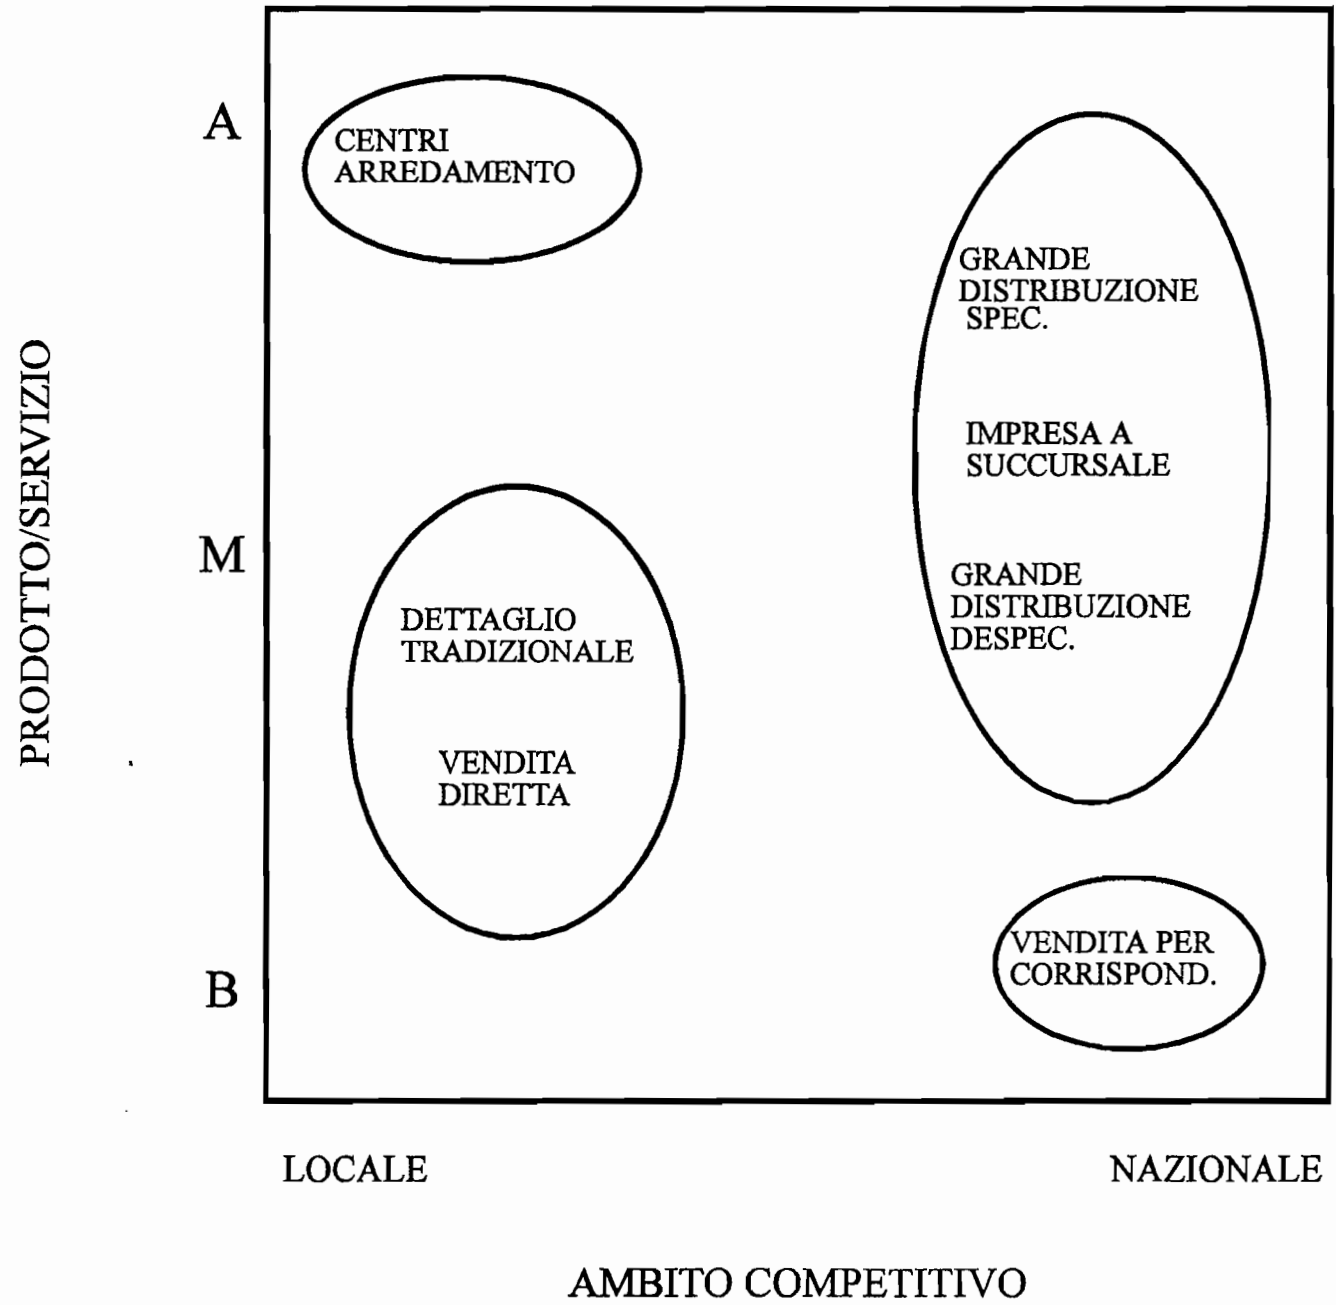 A
CENTRI
ARREDAMENTO
GRANDE
DISTRIBUZIONE
SPEC.
IMPRESA A
SUCCURSALE
PRODOTTO/SERVIZIO
M
GRANDE
DISTRIBUZIONE
DESPEC.
DETTAGLIO
TRADIZIONALE
VENDITA
DIRETTA
VENDITA PER
CORRISPOND.
B
LOCALE
NAZIONALE
AMBITO COMPETITIVO